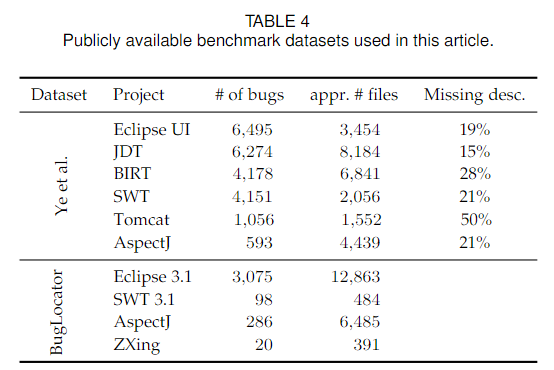 TABLE 4
Publicly available benchmark datasets used in this article.
Dataset Project # of bugs appr. # files Missing desc.
Ye et al.
Eclipse UI 6,495 3,454 19%
JDT 6,274 8,184 15%
BIRT 4,178 6,841 28%
SWT 4,151 2,056 21%
Tomcat 1,056 1,552 50%
AspectJ 593 4,439 21%
BugLocator
Eclipse 3.1 3,075 12,863
SWT 3.1 98 484
AspectJ 286 6,485
ZXing 20 391